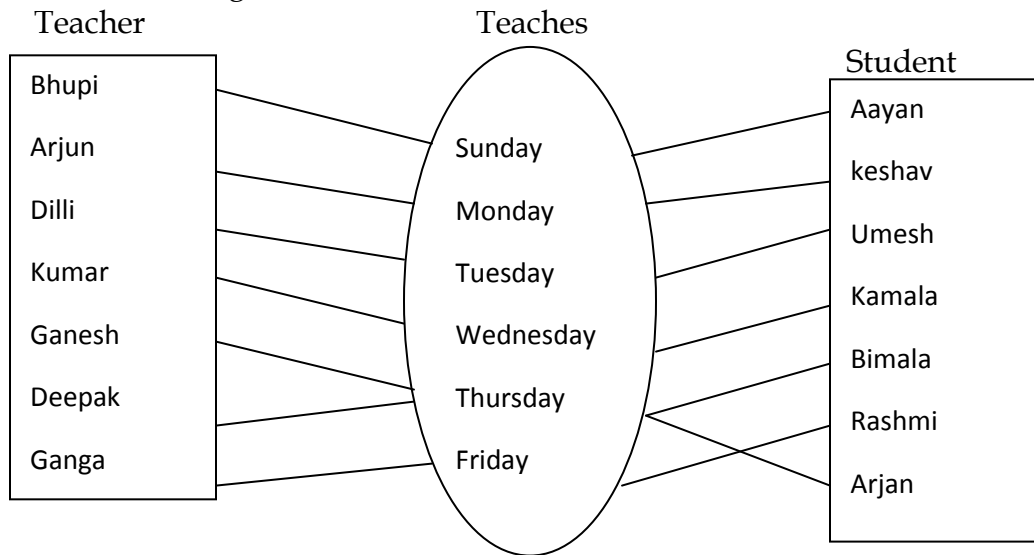 Teacher
Teaches
Student
Bhupi
Arjun
Dilli
Kumar
Ganesh
Deepak
Ganga
Sunday
Monday
Tuesday
Wednesday
Thursday
Friday
Aayan
keshav
Umesh
Kamala
Bimala
Rashmi
Arjan